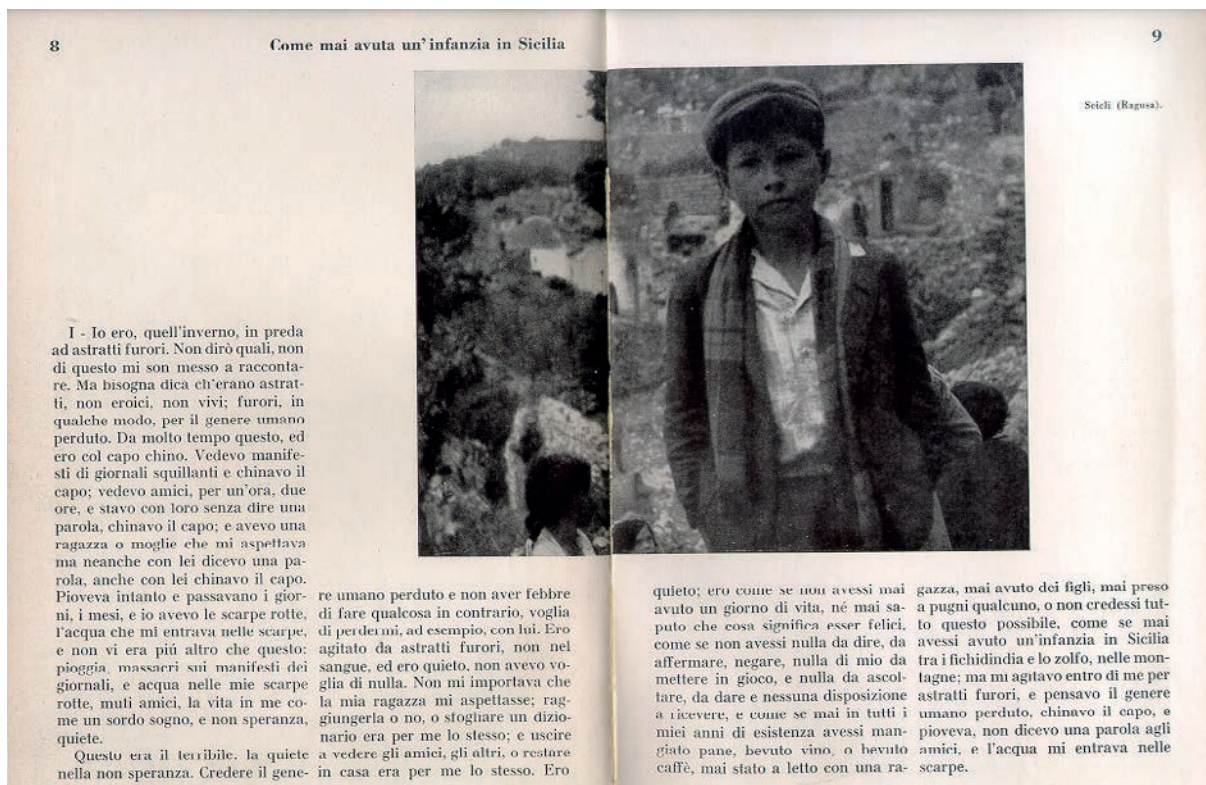 8
Come mai avuta un'infanzia in Sicilia
9
Scicli (Ragusa).
I - Io ero, quell'inverno, in preda
ad astratti furori. Non dirò quali, non
di questo mi son messo a racconta-
re. Ma bisogna dica ch'erano astrat-
ti, non eroici, non vivi; furori, in
qualche modo, per il genere umano
perduto. Da molto tempo questo, ed
ero col capo chino. Vedevo manife-
sti di giornali squillanti e chinavo il
capo; vedevo amici, per un'ora, due
ore, e stavo con loro senza dire una
parola, chinavo il capo; e avevo una
ragazza o moglie che mi aspettava
ma neanche con lei dicevo una pa-
rola, anche con lei chinavo il capo.
Pioveva intanto e passavano i gior-
ni, i mesi, e io avevo le scarpe rotte,
l'acqua che mi entrava nelle scarpe,
e non vi era piú altro che questo:
pioggia, massacri sui manifesti dei
giornali, e acqua nelle mie scarpe
rotte, muti amici, la vita in me co-
me un sordo sogno, e non speranza,
quiete.
Questo era il terribile, la quiete
nella non speranza. Credere il gene-
re umano perduto e non aver febbre
di fare qualcosa in contrario, voglia
di perdermi, ad esempio, con lui. Ero
agitato da astratti furori, non nel
sangue, ed ero quieto, non avevo vo-
glia di nulla. Non mi importava che
la mia ragazza mi aspettasse; rag-
giungerla o no, o sfogliare un dizio-
nario era per me lo stesso; e uscire
a vedere gli amici, gli altri, o restare
in casa era per me lo stesso. Ero
quieto; ero come se non avessi mai
avuto un giorno di vita, né mai sa-
puto che cosa significa esser felici,
come se non avessi nulla da dire, da
affermare, negare, nulla di mio da
mettere in gioco, e nulla da ascol-
tare, da dare e nessuna disposizione
a ricevere, e come se mai in tutti i
miei anni di esistenza avessi man-
giato pane, bevuto vino, o bevuto
caffè, mai stato a letto con una ra-
gazza, mai avuto dei figli, mai preso
a pugni qualcuno, o non credessi tut-
to questo possibile, come se mai
avessi avuto un'infanzia in Sicilia
tra i fichidindia e lo zolfo, nelle mon-
tagne; ma mi agitavo entro di me per
astratti furori, e pensavo il genere
umano perduto, chinavo il capo, e
pioveva, non dicevo una parola agli
amici, e l'acqua mi entrava nelle
scarpe.